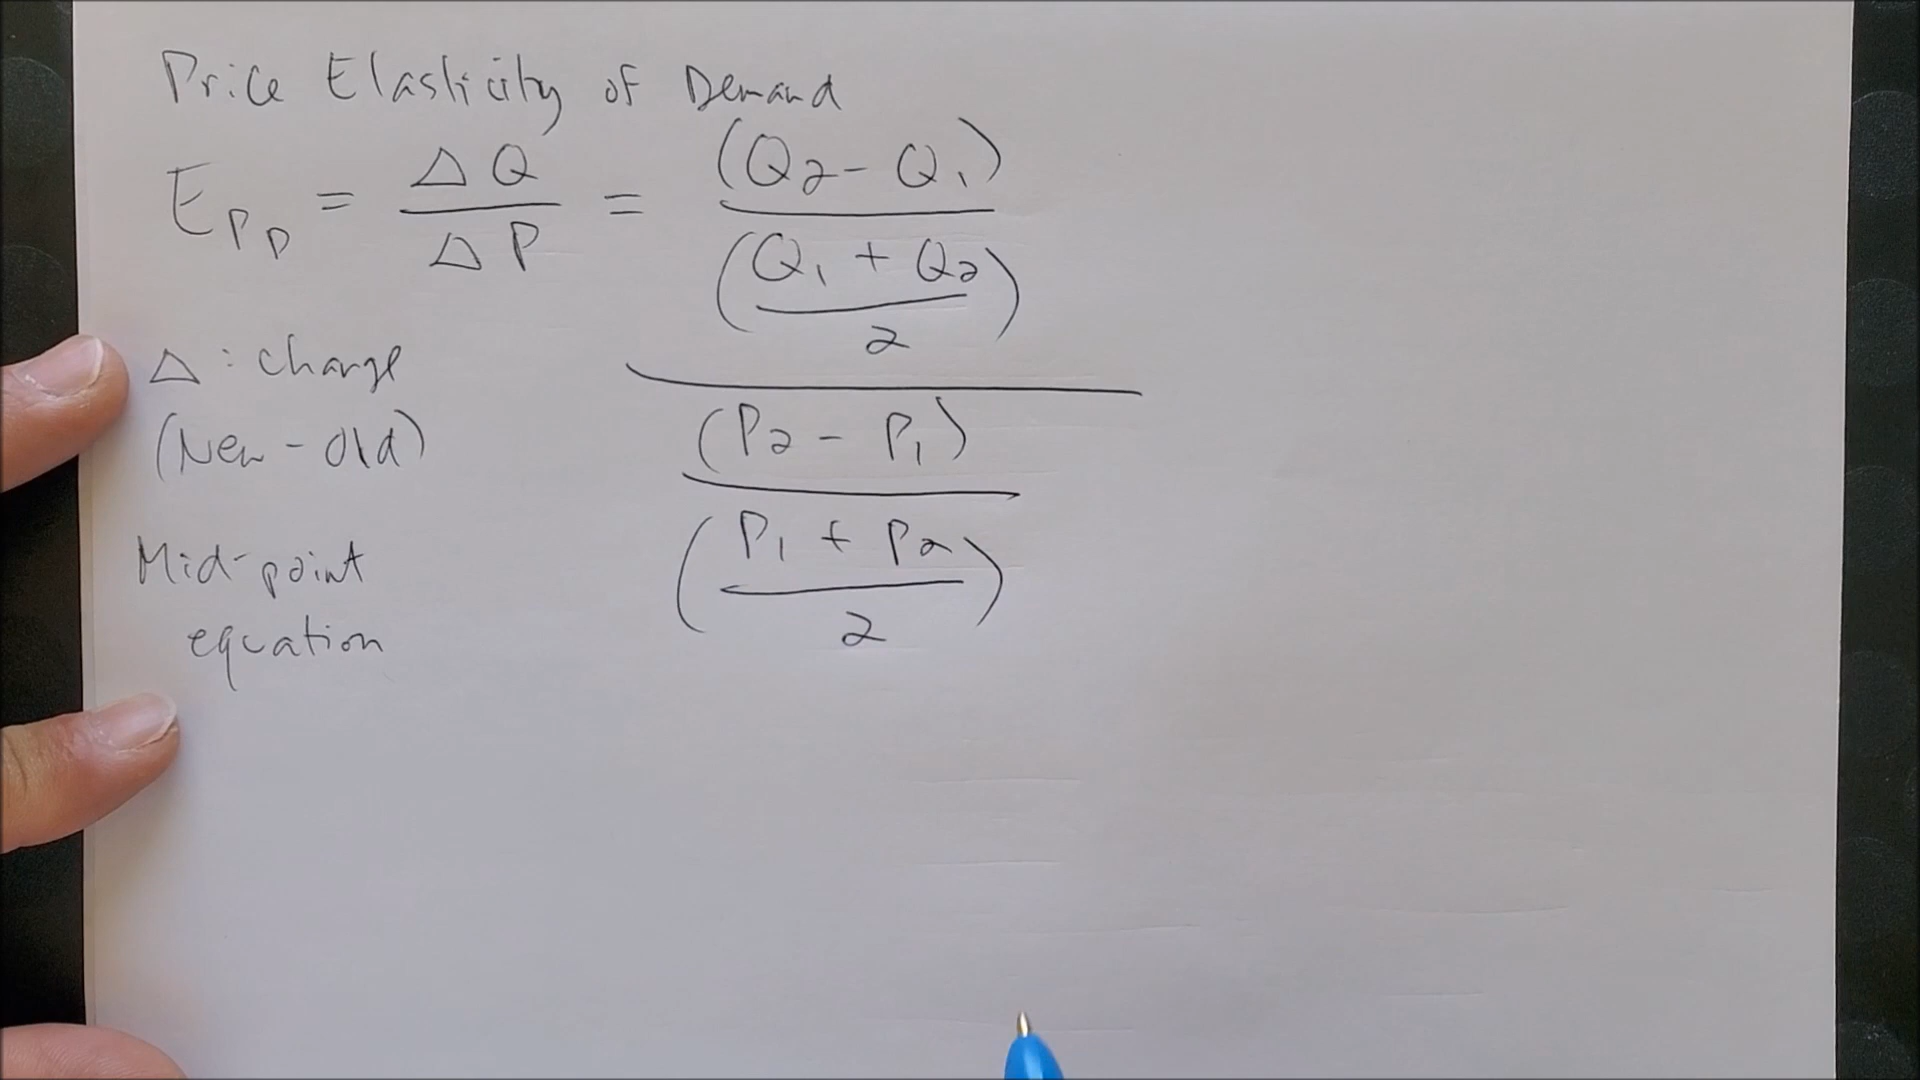 Price Elasticity of Demand
E_PD = ΔQ / ΔP = ((Q2 - Q1) / ((Q1 + Q2) / 2)) / ((P2 - P1) / ((P1 + P2) / 2))
Δ : change
(New - Old)
Mid-point
equation